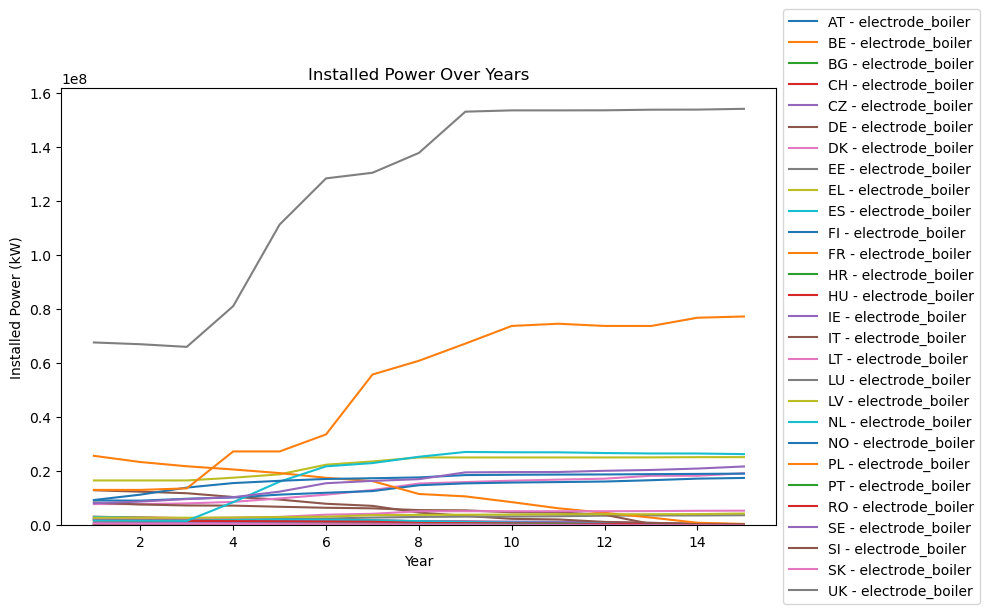 Installed Power Over Years
1e8
1.6
1.4
1.2
1.0
0.8
0.6
0.4
0.2
0.0
Installed Power (kW)
2
4
6
8
10
12
14
Year
AT - electrode_boiler
BE - electrode_boiler
BG - electrode_boiler
CH - electrode_boiler
CZ - electrode_boiler
DE - electrode_boiler
DK - electrode_boiler
EE - electrode_boiler
EL - electrode_boiler
ES - electrode_boiler
FI - electrode_boiler
FR - electrode_boiler
HR - electrode_boiler
HU - electrode_boiler
IE - electrode_boiler
IT - electrode_boiler
LT - electrode_boiler
LU - electrode_boiler
LV - electrode_boiler
NL - electrode_boiler
NO - electrode_boiler
PL - electrode_boiler
PT - electrode_boiler
RO - electrode_boiler
SE - electrode_boiler
SI - electrode_boiler
SK - electrode_boiler
UK - electrode_boiler